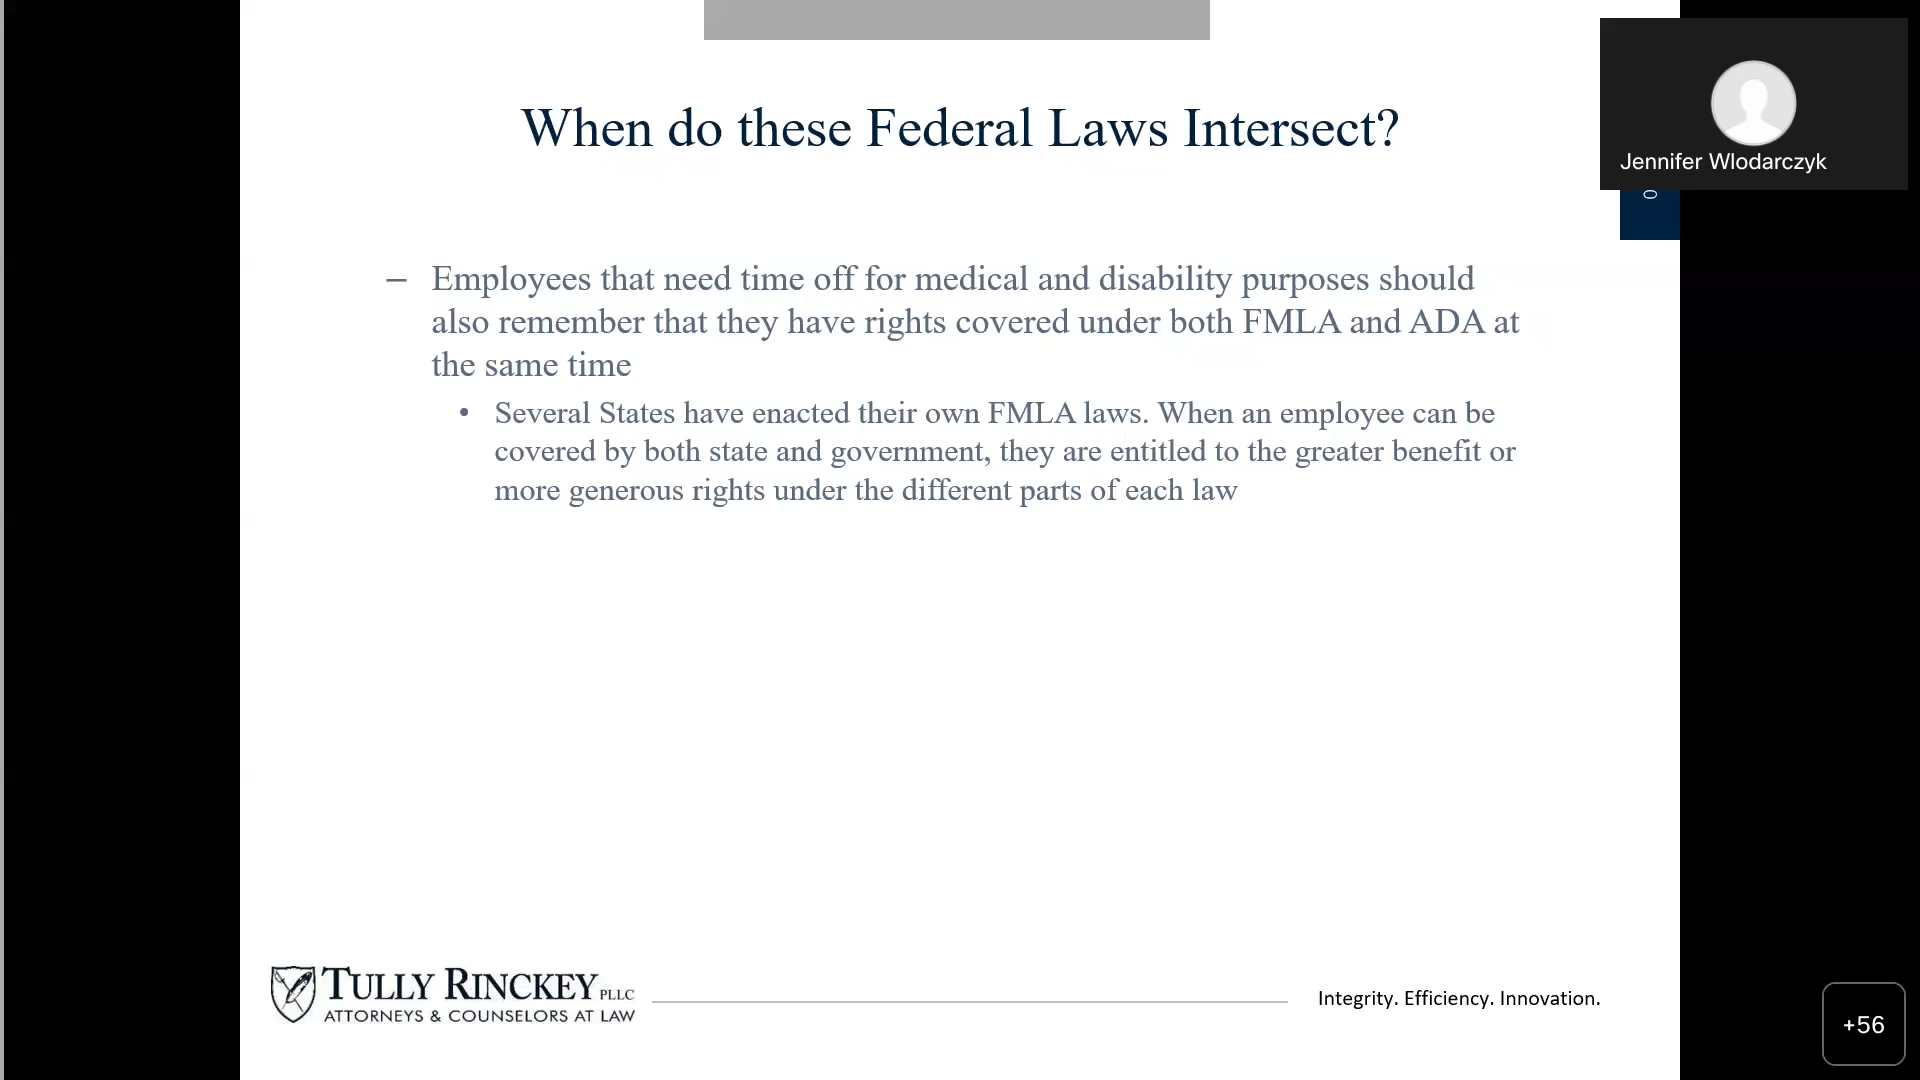 When do these Federal Laws Intersect?
Jennifer Wlodarczyk
0
– Employees that need time off for medical and disability purposes should
also remember that they have rights covered under both FMLA and ADA at
the same time
• Several States have enacted their own FMLA laws. When an employee can be
covered by both state and government, they are entitled to the greater benefit or
more generous rights under the different parts of each law
TULLY RINCKEY PLLC
ATTORNEYS & COUNSELORS AT LAW
Integrity. Efficiency. Innovation.
+56